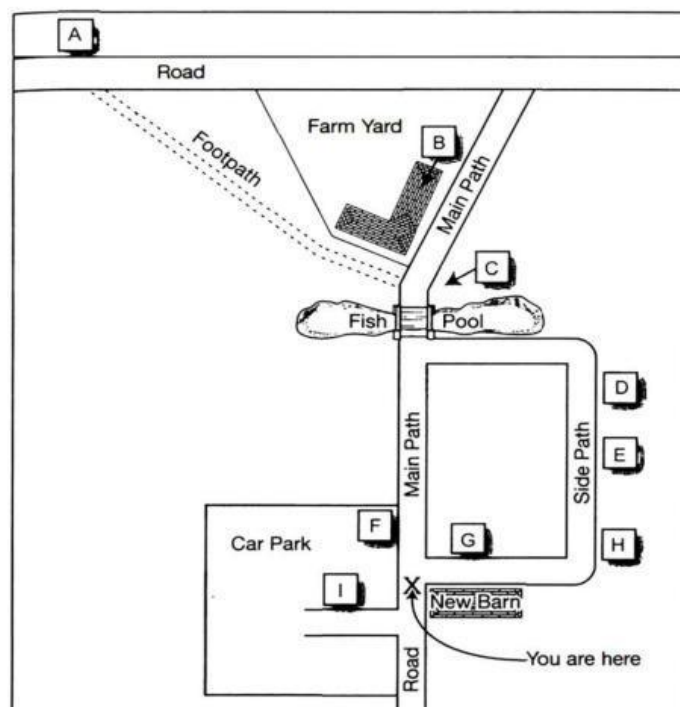 A
Road
Farm Yard
B
Footpath
Main Path
C
Fish Pool
D
Main Path
Side Path
E
F
G
H
Car Park
I
New Barn
You are here
Road